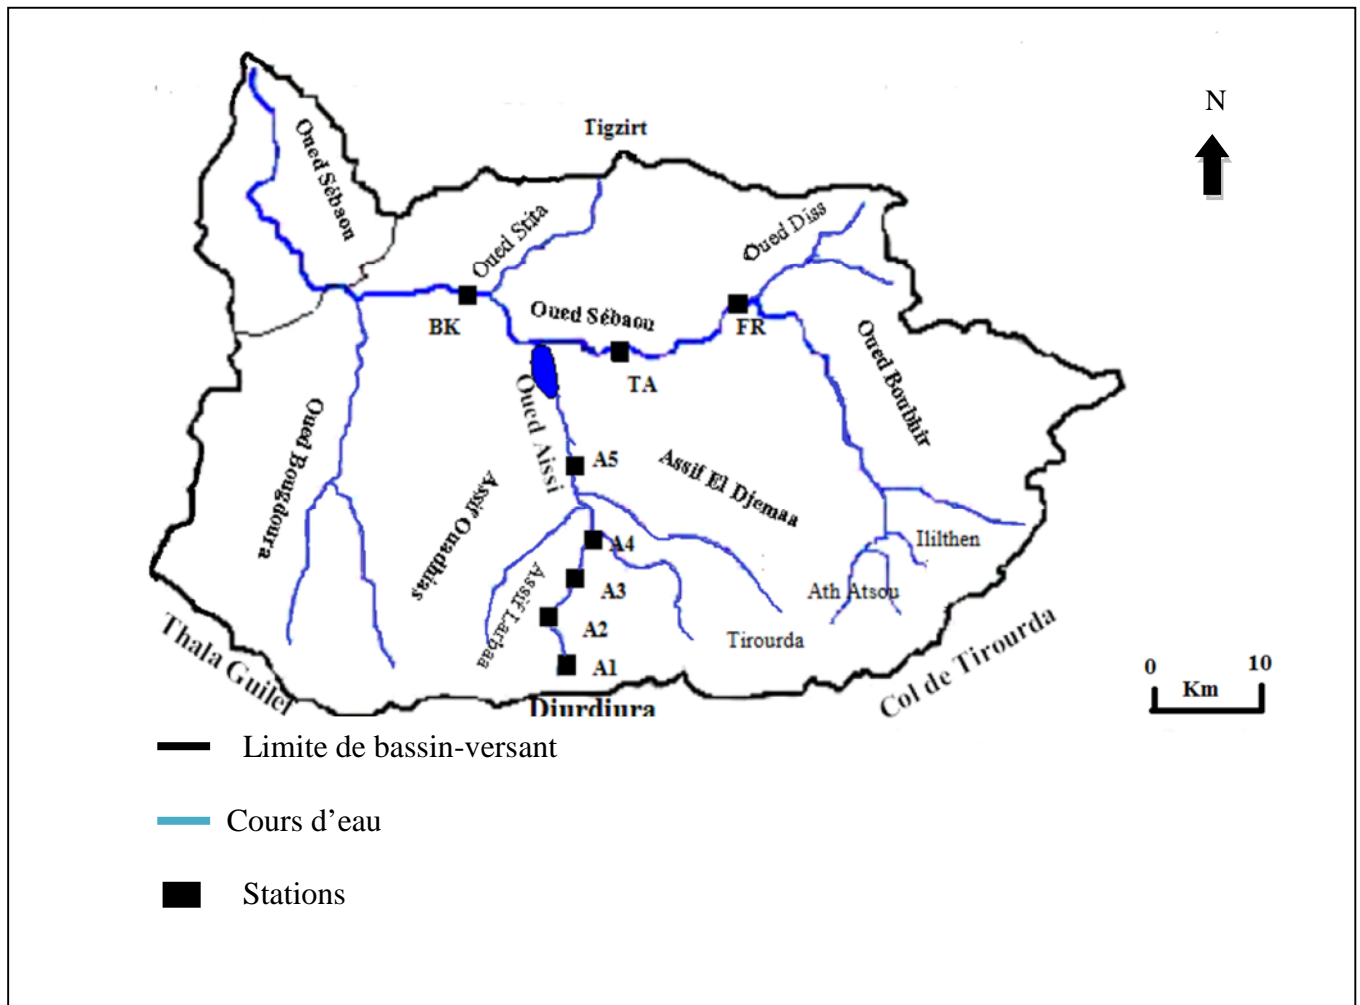 N
Tigzirt
Oued Sébaou
Oued Stita
Oued Diss
BK
Oued Sébaou
FR
TA
Oued Boubhir
Oued Aissi
Oued Bougdoura
A5
Assif El Djemaa
Assif Ouadhias
A4
Ililthen
Assif Larbaa
A3
Ath Atsou
A2
Tirourda
A1
Thala Guilef
Djurdjura
Col de Tirourda
0 10
Km
Limite de bassin-versant
Cours d’eau
Stations